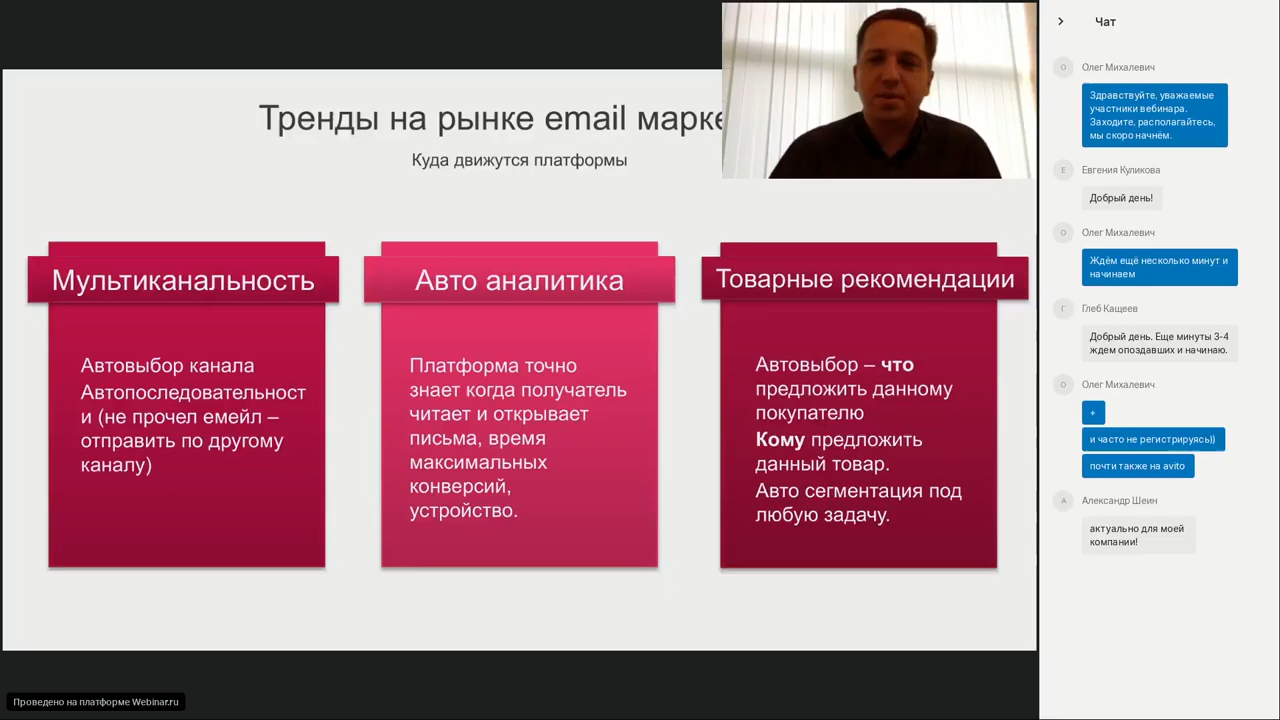 Тренды на рынке email марке
Куда движутся платформы
Мультиканальность
Автовыбор канала
Автопоследовательност
и (не прочел емейл –
отправить по другому
каналу)
Авто аналитика
Платформа точно
знает когда получатель
читает и открывает
письма, время
максимальных
конверсий,
устройство.
Товарные рекомендации
Автовыбор – что
предложить данному
покупателю
Кому предложить
данный товар.
Авто сегментация под
любую задачу.
Проведено на платформе Webinar.ru
Чат
О
Олег Михалевич
Здравствуйте, уважаемые
участники вебинара.
Заходите, располагайтесь,
мы скоро начнём.
Е
Евгения Куликова
Добрый день!
О
Олег Михалевич
Ждём ещё несколько минут и
начинаем
Г
Глеб Кащеев
Добрый день. Еще минуты 3-4
ждем опоздавших и начинаю.
О
Олег Михалевич
+
и часто не регистрируясь))
почти также на avito
А
Александр Шеин
актуально для моей
компании!